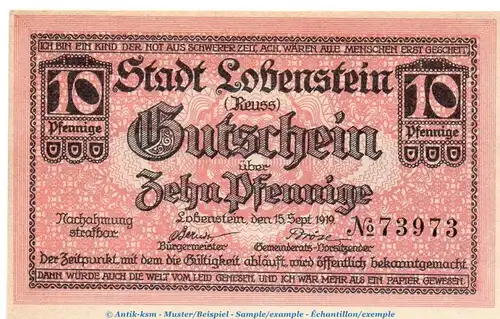 ICH BIN EIN KIND DER NOT AUS SCHWERER ZEIT, ACH, WÄREN ALLE MENSCHEN ERST GESCHEIT
10 Pfennige
Stadt Lobenstein
10 Pfennige
(Reuss)
Gutschein
über
Zehn Pfennige
Nachahmung strafbar.
Lobenstein, den 15. Sept. 1919.
№ 73973
Bürgermeister
Gemeinderats-Vorsitzender
Der Zeitpunkt, mit dem die Gültigkeit abläuft, wird öffentlich bekanntgemacht
DANN WÜRDE AUCH DIE WELT VOM LEID GENESEN, UND ICH WÄR MEHR ALS EIN PAPIER GEWESEN.
© Antik-ksm - Muster/Beispiel - Sample/example - Échantillon/exemple